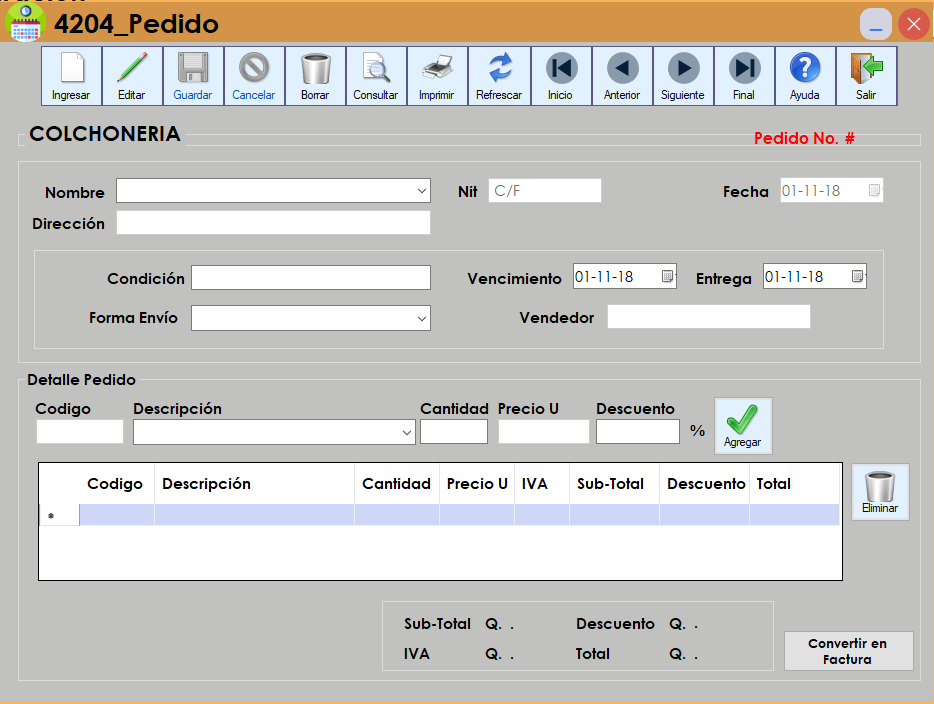 4204_Pedido
Ingresar Editar Guardar Cancelar Borrar Consultar Imprimir Refrescar Inicio Anterior Siguiente Final Ayuda Salir
COLCHONERIA
Pedido No. #
Nombre Nit C/F Fecha 01-11-18
Dirección
Condición Vencimiento 01-11-18 Entrega 01-11-18
Forma Envío Vendedor
Detalle Pedido
Codigo Descripción Cantidad Precio U Descuento
% Agregar
Codigo Descripción Cantidad Precio U IVA Sub-Total Descuento Total
*
Eliminar
Sub-Total Q. . Descuento Q. .
IVA Q. . Total Q. .
Convertir en
Factura